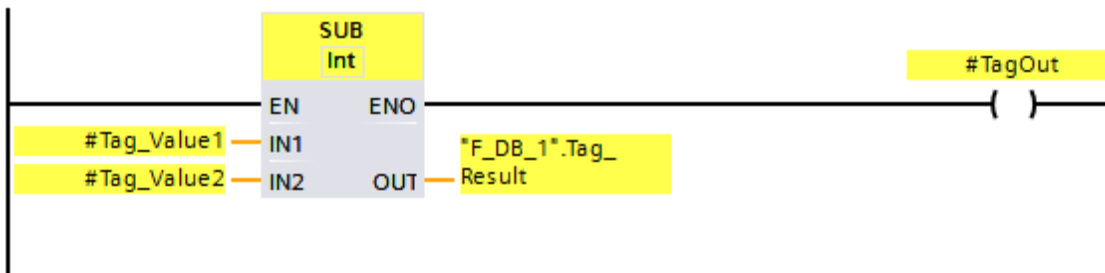 SUB
Int
#TagOut
EN ENO
#Tag_Value1 IN1 "F_DB_1".Tag_
#Tag_Value2 IN2 OUT Result